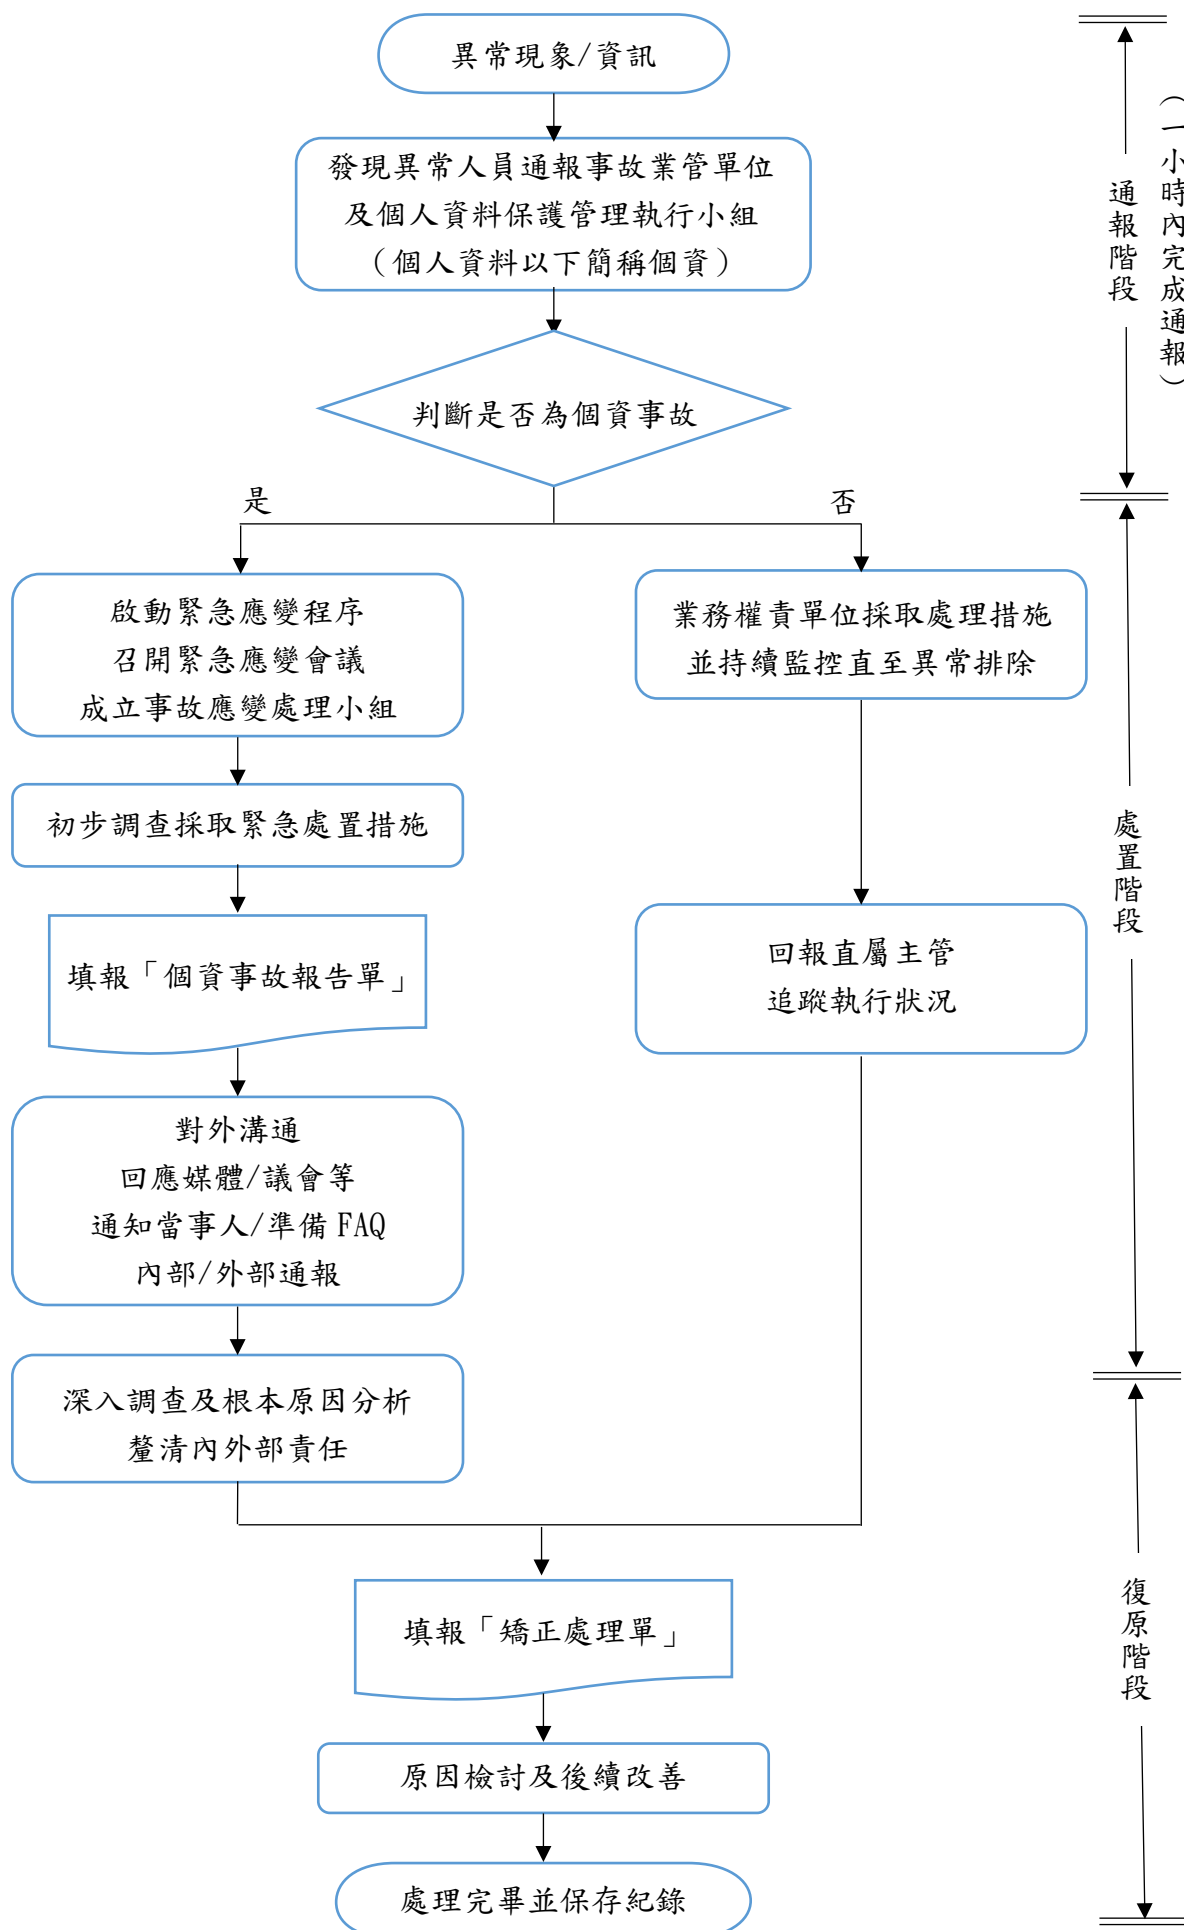 異常現象/資訊
發現異常人員通報事故業管單位
及個人資料保護管理執行小組
（個人資料以下簡稱個資）
判斷是否為個資事故
通報階段
（一小時內完成通報）
是
否
啟動緊急應變程序
召開緊急應變會議
成立事故應變處理小組
業務權責單位採取處理措施
並持續監控直至異常排除
初步調查採取緊急處置措施
填報「個資事故報告單」
回報直屬主管
追蹤執行狀況
處置階段
對外溝通
回應媒體/議會等
通知當事人/準備 FAQ
內部/外部通報
深入調查及根本原因分析
釐清內外部責任
填報「矯正處理單」
原因檢討及後續改善
處理完畢並保存紀錄
復原階段